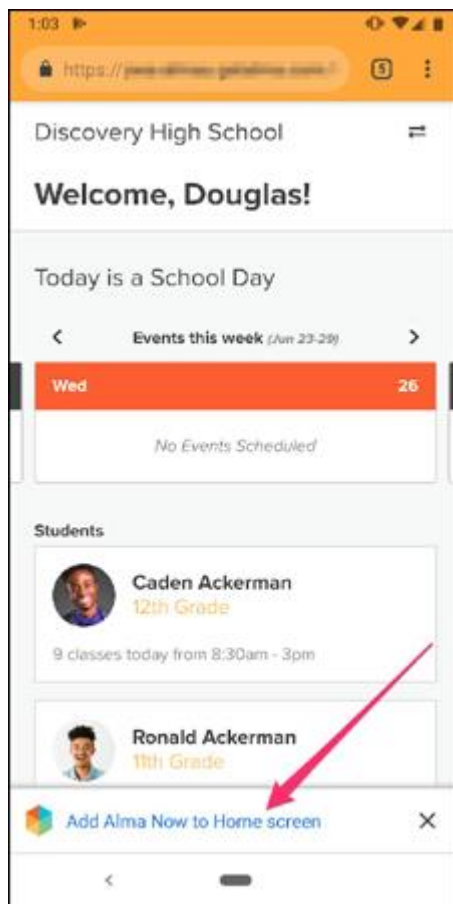 1:03
https://
5
Discovery High School
Welcome, Douglas!
Today is a School Day
Events this week (Jun 23-29)
Wed 26
No Events Scheduled
Students
Caden Ackerman
12th Grade
9 classes today from 8:30am - 3pm
Ronald Ackerman
11th Grade
Add Alma Now to Home screen